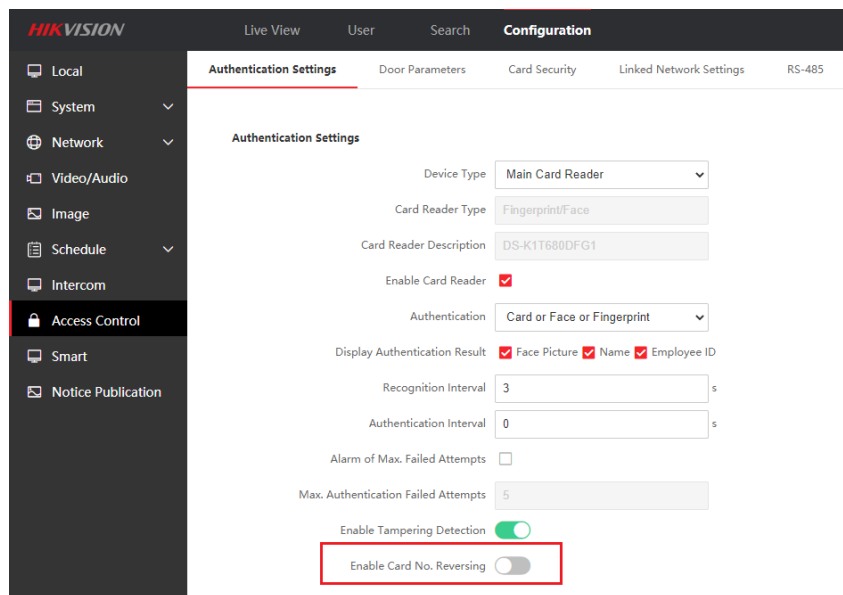 HIKVISION
Live View User Search Configuration
Local
System
Network
Video/Audio
Image
Schedule
Intercom
Access Control
Smart
Notice Publication
Authentication Settings Door Parameters Card Security Linked Network Settings RS-485
Authentication Settings
Device Type Main Card Reader
Card Reader Type Fingerprint/Face
Card Reader Description DS-K1T680DFG1
Enable Card Reader
Authentication Card or Face or Fingerprint
Display Authentication Result Face Picture Name Employee ID
Recognition Interval 3 s
Authentication Interval 0 s
Alarm of Max. Failed Attempts
Max. Authentication Failed Attempts 5
Enable Tampering Detection
Enable Card No. Reversing